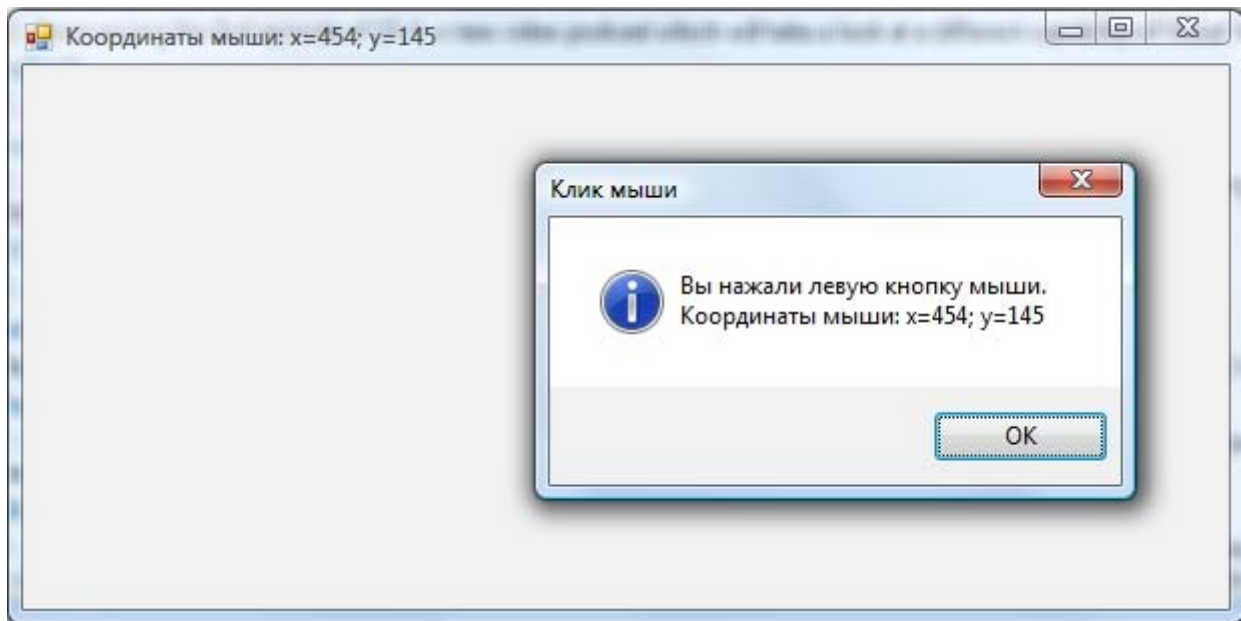 Координаты мыши: x=454; y=145
Клик мыши
Вы нажали левую кнопку мыши.
Координаты мыши: x=454; y=145
OK